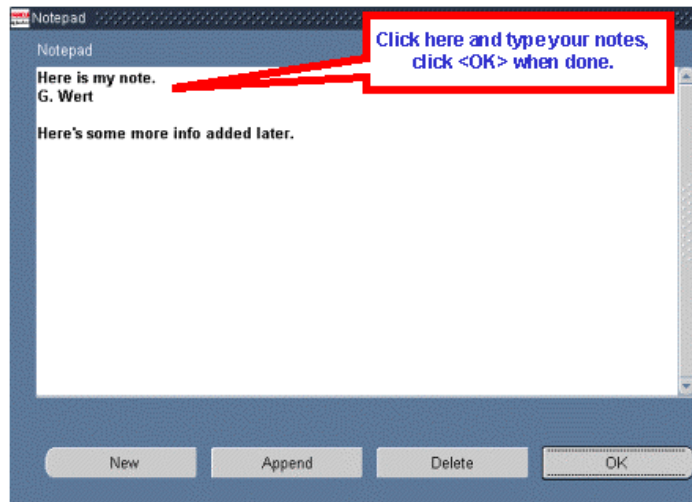 Notepad
Notepad
Click here and type your notes,
click <OK> when done.
Here is my note.
G. Wert
Here's some more info added later.
New
Append
Delete
OK